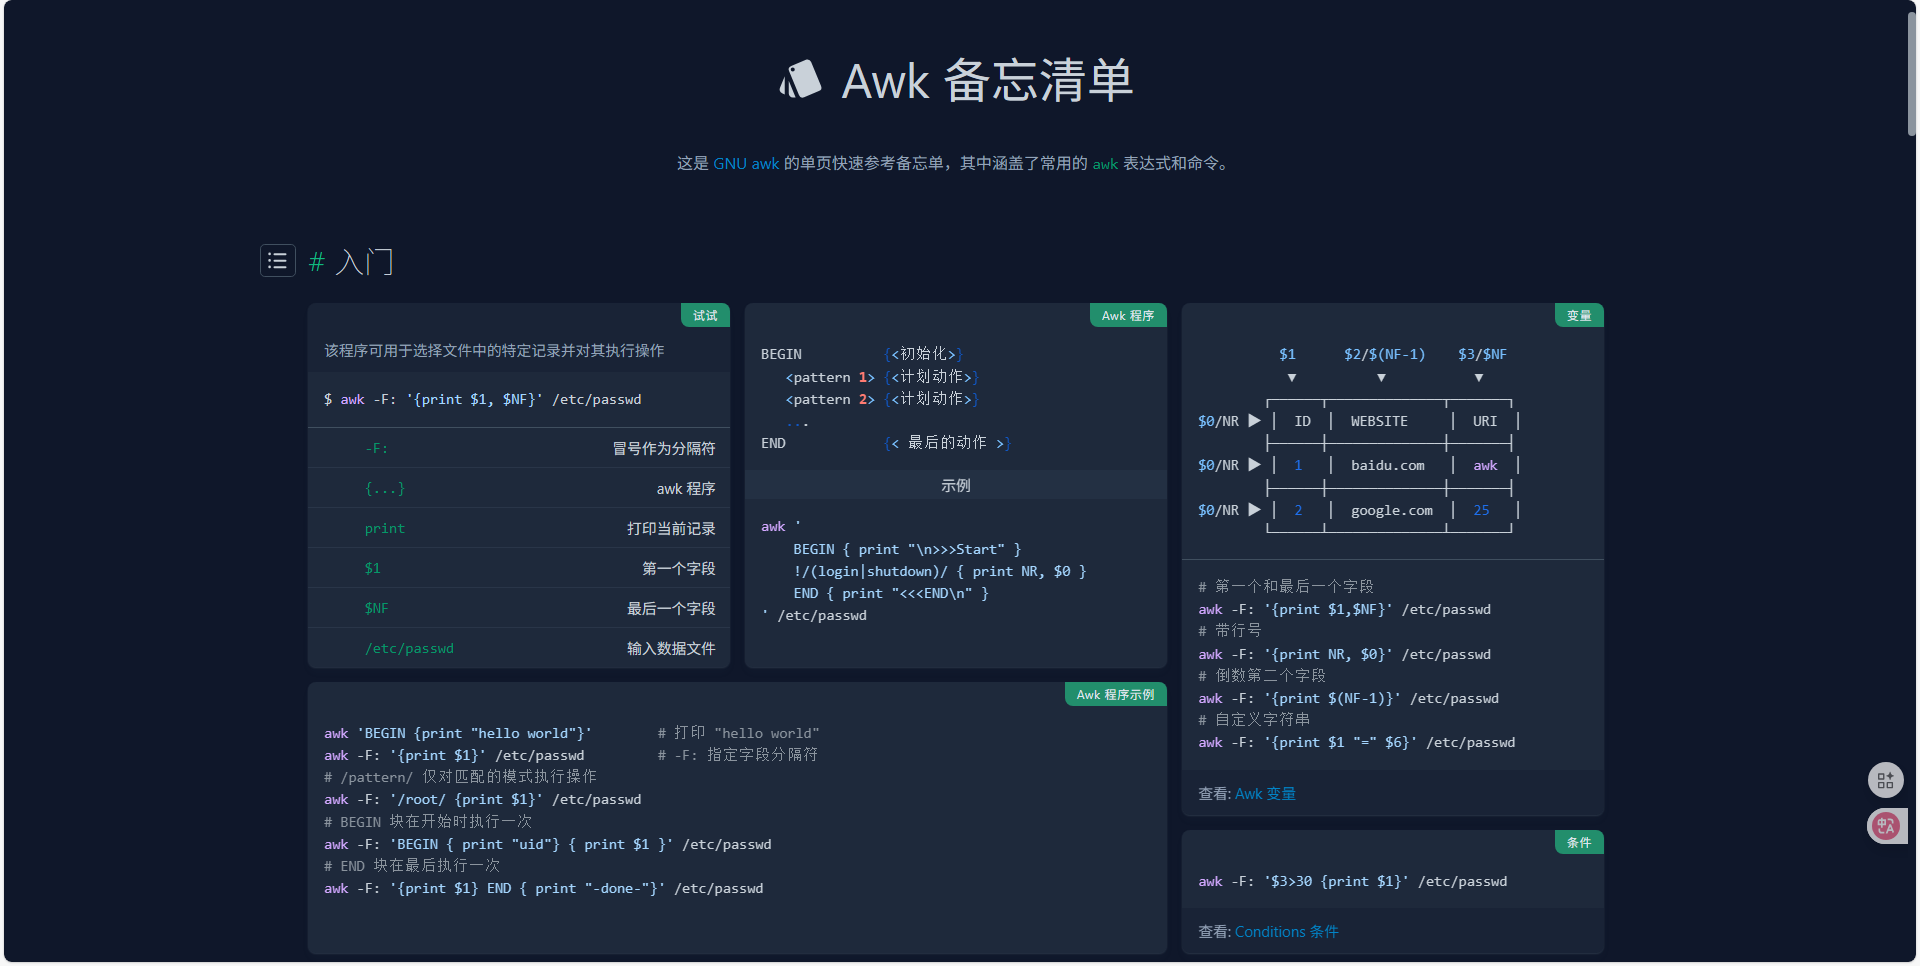 Awk 备忘清单
这是 GNU awk 的单页快速参考备忘单，其中涵盖了常用的 awk 表达式和命令。
# 入门
试试
该程序可用于选择文件中的特定记录并对其执行操作
$ awk -F: '{print $1, $NF}' /etc/passwd
-F: 冒号作为分隔符
{...} awk 程序
print 打印当前记录
$1 第一个字段
$NF 最后一个字段
/etc/passwd 输入数据文件
Awk 程序
BEGIN {<初始化>}
<pattern 1> {<计划动作>}
<pattern 2> {<计划动作>}
...
END {< 最后的动作 >}
示例
awk '
BEGIN { print "\n>>>Start" }
!/(login|shutdown)/ { print NR, $0 }
END { print "<<<END\n" }
' /etc/passwd
变量
$1 $2/$(NF-1) $3/$NF
▼ ▼ ▼
$0/NR ▶ │ ID │ WEBSITE │ URI │
$0/NR ▶ │ 1 │ baidu.com │ awk │
$0/NR ▶ │ 2 │ google.com │ 25 │
# 第一个和最后一个字段
awk -F: '{print $1,$NF}' /etc/passwd
# 带行号
awk -F: '{print NR, $0}' /etc/passwd
# 倒数第二个字段
awk -F: '{print $(NF-1)}' /etc/passwd
# 自定义字符串
awk -F: '{print $1 "=" $6}' /etc/passwd
查看: Awk 变量
Awk 程序示例
awk 'BEGIN {print "hello world"}' # 打印 "hello world"
awk -F: '{print $1}' /etc/passwd # -F: 指定字段分隔符
# /pattern/ 仅对匹配的模式执行操作
awk -F: '/root/ {print $1}' /etc/passwd
# BEGIN 块在开始时执行一次
awk -F: 'BEGIN { print "uid"} { print $1 }' /etc/passwd
# END 块在最后执行一次
awk -F: '{print $1} END { print "-done-"}' /etc/passwd
条件
awk -F: '$3>30 {print $1}' /etc/passwd
查看: Conditions 条件
中A